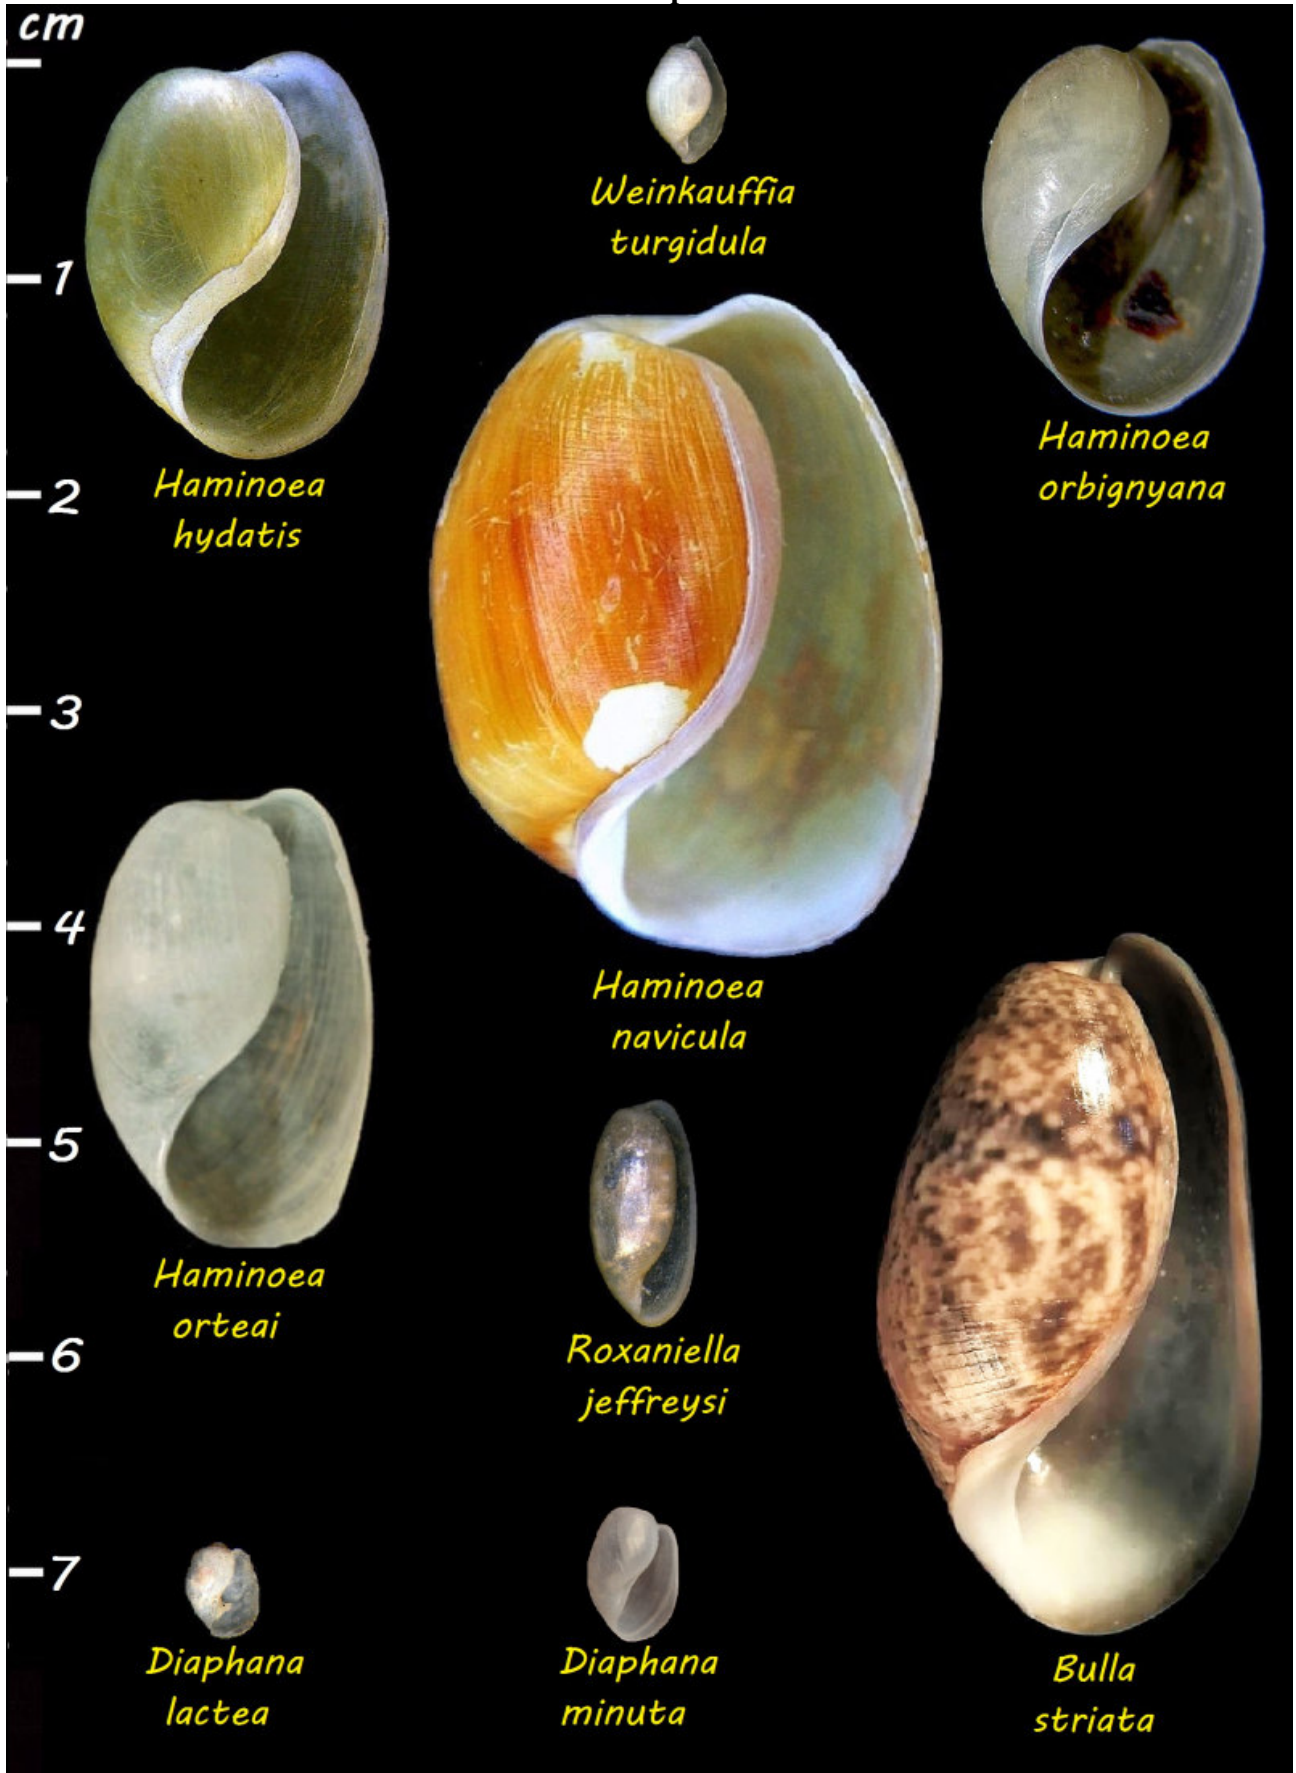 cm
Weinkauffia
turgidula
1
Haminoea
orbignyana
Haminoea
hydatis
2
3
4
Haminoea
navicula
5
Haminoea
orteai
Roxaniella
jeffreysi
6
7
Diaphana
lactea
Diaphana
minuta
Bulla
striata